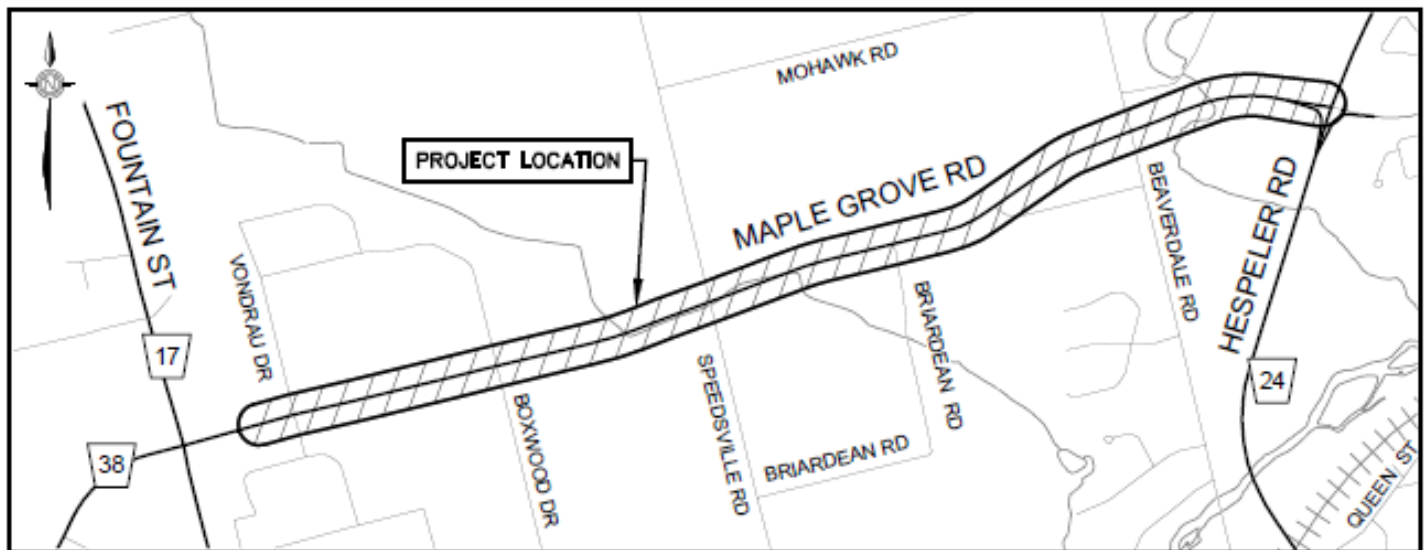 N
MOHAWK RD
FOUNTAIN ST
PROJECT LOCATION
MAPLE GROVE RD
BEAVERDALE RD
HESPELER RD
VONDRAU DR
BRIARDEAN RD
17
SPEEDSVILLE RD
24
BOXWOOD DR
BRIARDEAN RD
38
QUEEN ST